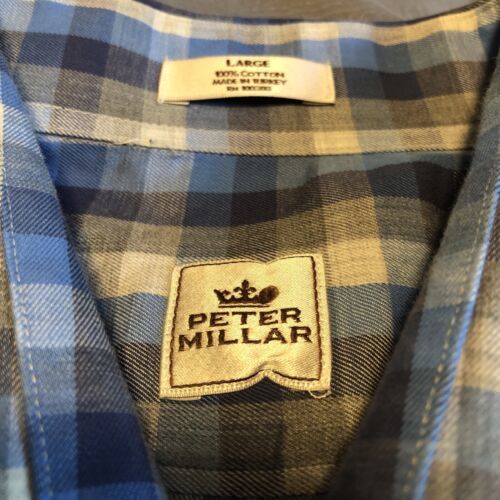 LARGE
100% COTTON
MADE IN TURKEY
PETER
MILLAR